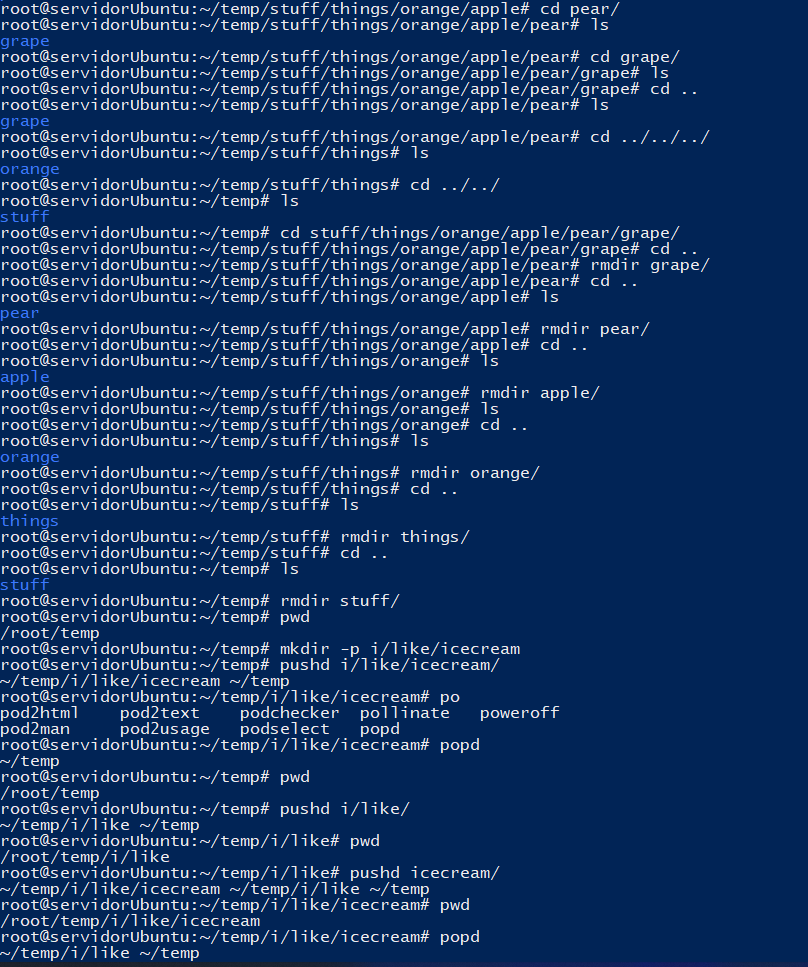 root@servidorUbuntu:~/temp/stuff/things/orange/apple# cd pear/
root@servidorUbuntu:~/temp/stuff/things/orange/apple/pear# ls
grape
root@servidorUbuntu:~/temp/stuff/things/orange/apple/pear# cd grape/
root@servidorUbuntu:~/temp/stuff/things/orange/apple/pear/grape# ls
root@servidorUbuntu:~/temp/stuff/things/orange/apple/pear/grape# cd ..
root@servidorUbuntu:~/temp/stuff/things/orange/apple/pear# ls
grape
root@servidorUbuntu:~/temp/stuff/things/orange/apple/pear# cd ../../../
root@servidorUbuntu:~/temp/stuff/things# ls
orange
root@servidorUbuntu:~/temp/stuff/things# cd ../../
root@servidorUbuntu:~/temp# ls
stuff
root@servidorUbuntu:~/temp# cd stuff/things/orange/apple/pear/grape/
root@servidorUbuntu:~/temp/stuff/things/orange/apple/pear/grape# cd ..
root@servidorUbuntu:~/temp/stuff/things/orange/apple/pear# rmdir grape/
root@servidorUbuntu:~/temp/stuff/things/orange/apple/pear# cd ..
root@servidorUbuntu:~/temp/stuff/things/orange/apple# ls
pear
root@servidorUbuntu:~/temp/stuff/things/orange/apple# rmdir pear/
root@servidorUbuntu:~/temp/stuff/things/orange/apple# cd ..
root@servidorUbuntu:~/temp/stuff/things/orange# ls
apple
root@servidorUbuntu:~/temp/stuff/things/orange# rmdir apple/
root@servidorUbuntu:~/temp/stuff/things/orange# ls
root@servidorUbuntu:~/temp/stuff/things/orange# cd ..
root@servidorUbuntu:~/temp/stuff/things# ls
orange
root@servidorUbuntu:~/temp/stuff/things# rmdir orange/
root@servidorUbuntu:~/temp/stuff/things# cd ..
root@servidorUbuntu:~/temp/stuff# ls
things
root@servidorUbuntu:~/temp/stuff# rmdir things/
root@servidorUbuntu:~/temp/stuff# cd ..
root@servidorUbuntu:~/temp# ls
stuff
root@servidorUbuntu:~/temp# rmdir stuff/
root@servidorUbuntu:~/temp# pwd
/root/temp
root@servidorUbuntu:~/temp# mkdir -p i/like/icecream
root@servidorUbuntu:~/temp# pushd i/like/icecream/
~/temp/i/like/icecream ~/temp
root@servidorUbuntu:~/temp/i/like/icecream# po
pod2html    pod2text    podchecker  pollinate   poweroff
pod2man     pod2usage   podselect   popd
root@servidorUbuntu:~/temp/i/like/icecream# popd
~/temp
root@servidorUbuntu:~/temp# pwd
/root/temp
root@servidorUbuntu:~/temp# pushd i/like/
~/temp/i/like ~/temp
root@servidorUbuntu:~/temp/i/like# pwd
/root/temp/i/like
root@servidorUbuntu:~/temp/i/like# pushd icecream/
~/temp/i/like/icecream ~/temp/i/like ~/temp
root@servidorUbuntu:~/temp/i/like/icecream# pwd
/root/temp/i/like/icecream
root@servidorUbuntu:~/temp/i/like/icecream# popd
~/temp/i/like ~/temp